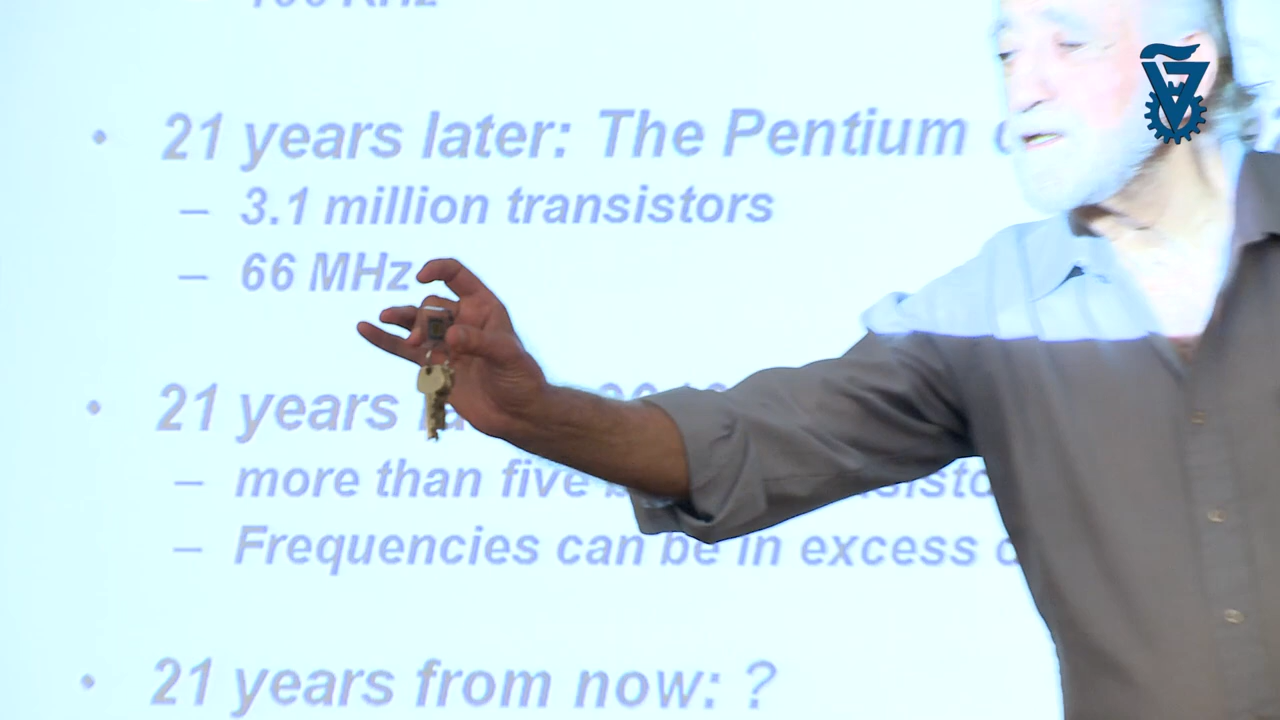 • 21 years later: The Pentium
– 3.1 million transistors
– 66 MHz
• 21 years
– more than five
– Frequencies can be in excess
• 21 years from now: ?